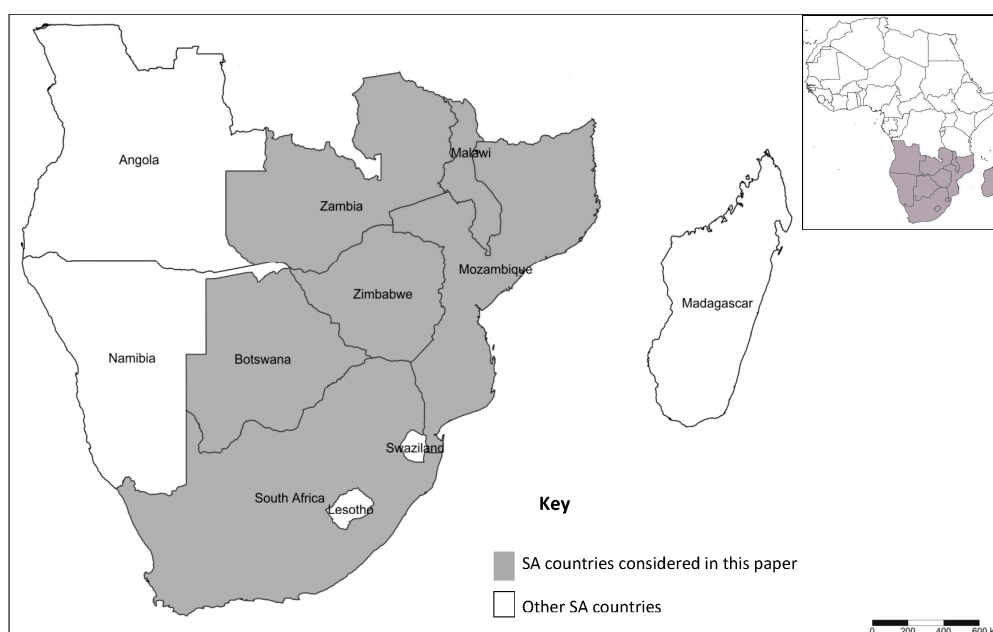 Angola
Malawi
Zambia
Mozambique
Zimbabwe
Madagascar
Namibia
Botswana
Swaziland
South Africa
Lesotho
Key
SA countries considered in this paper
Other SA countries
0 200 400 600 k